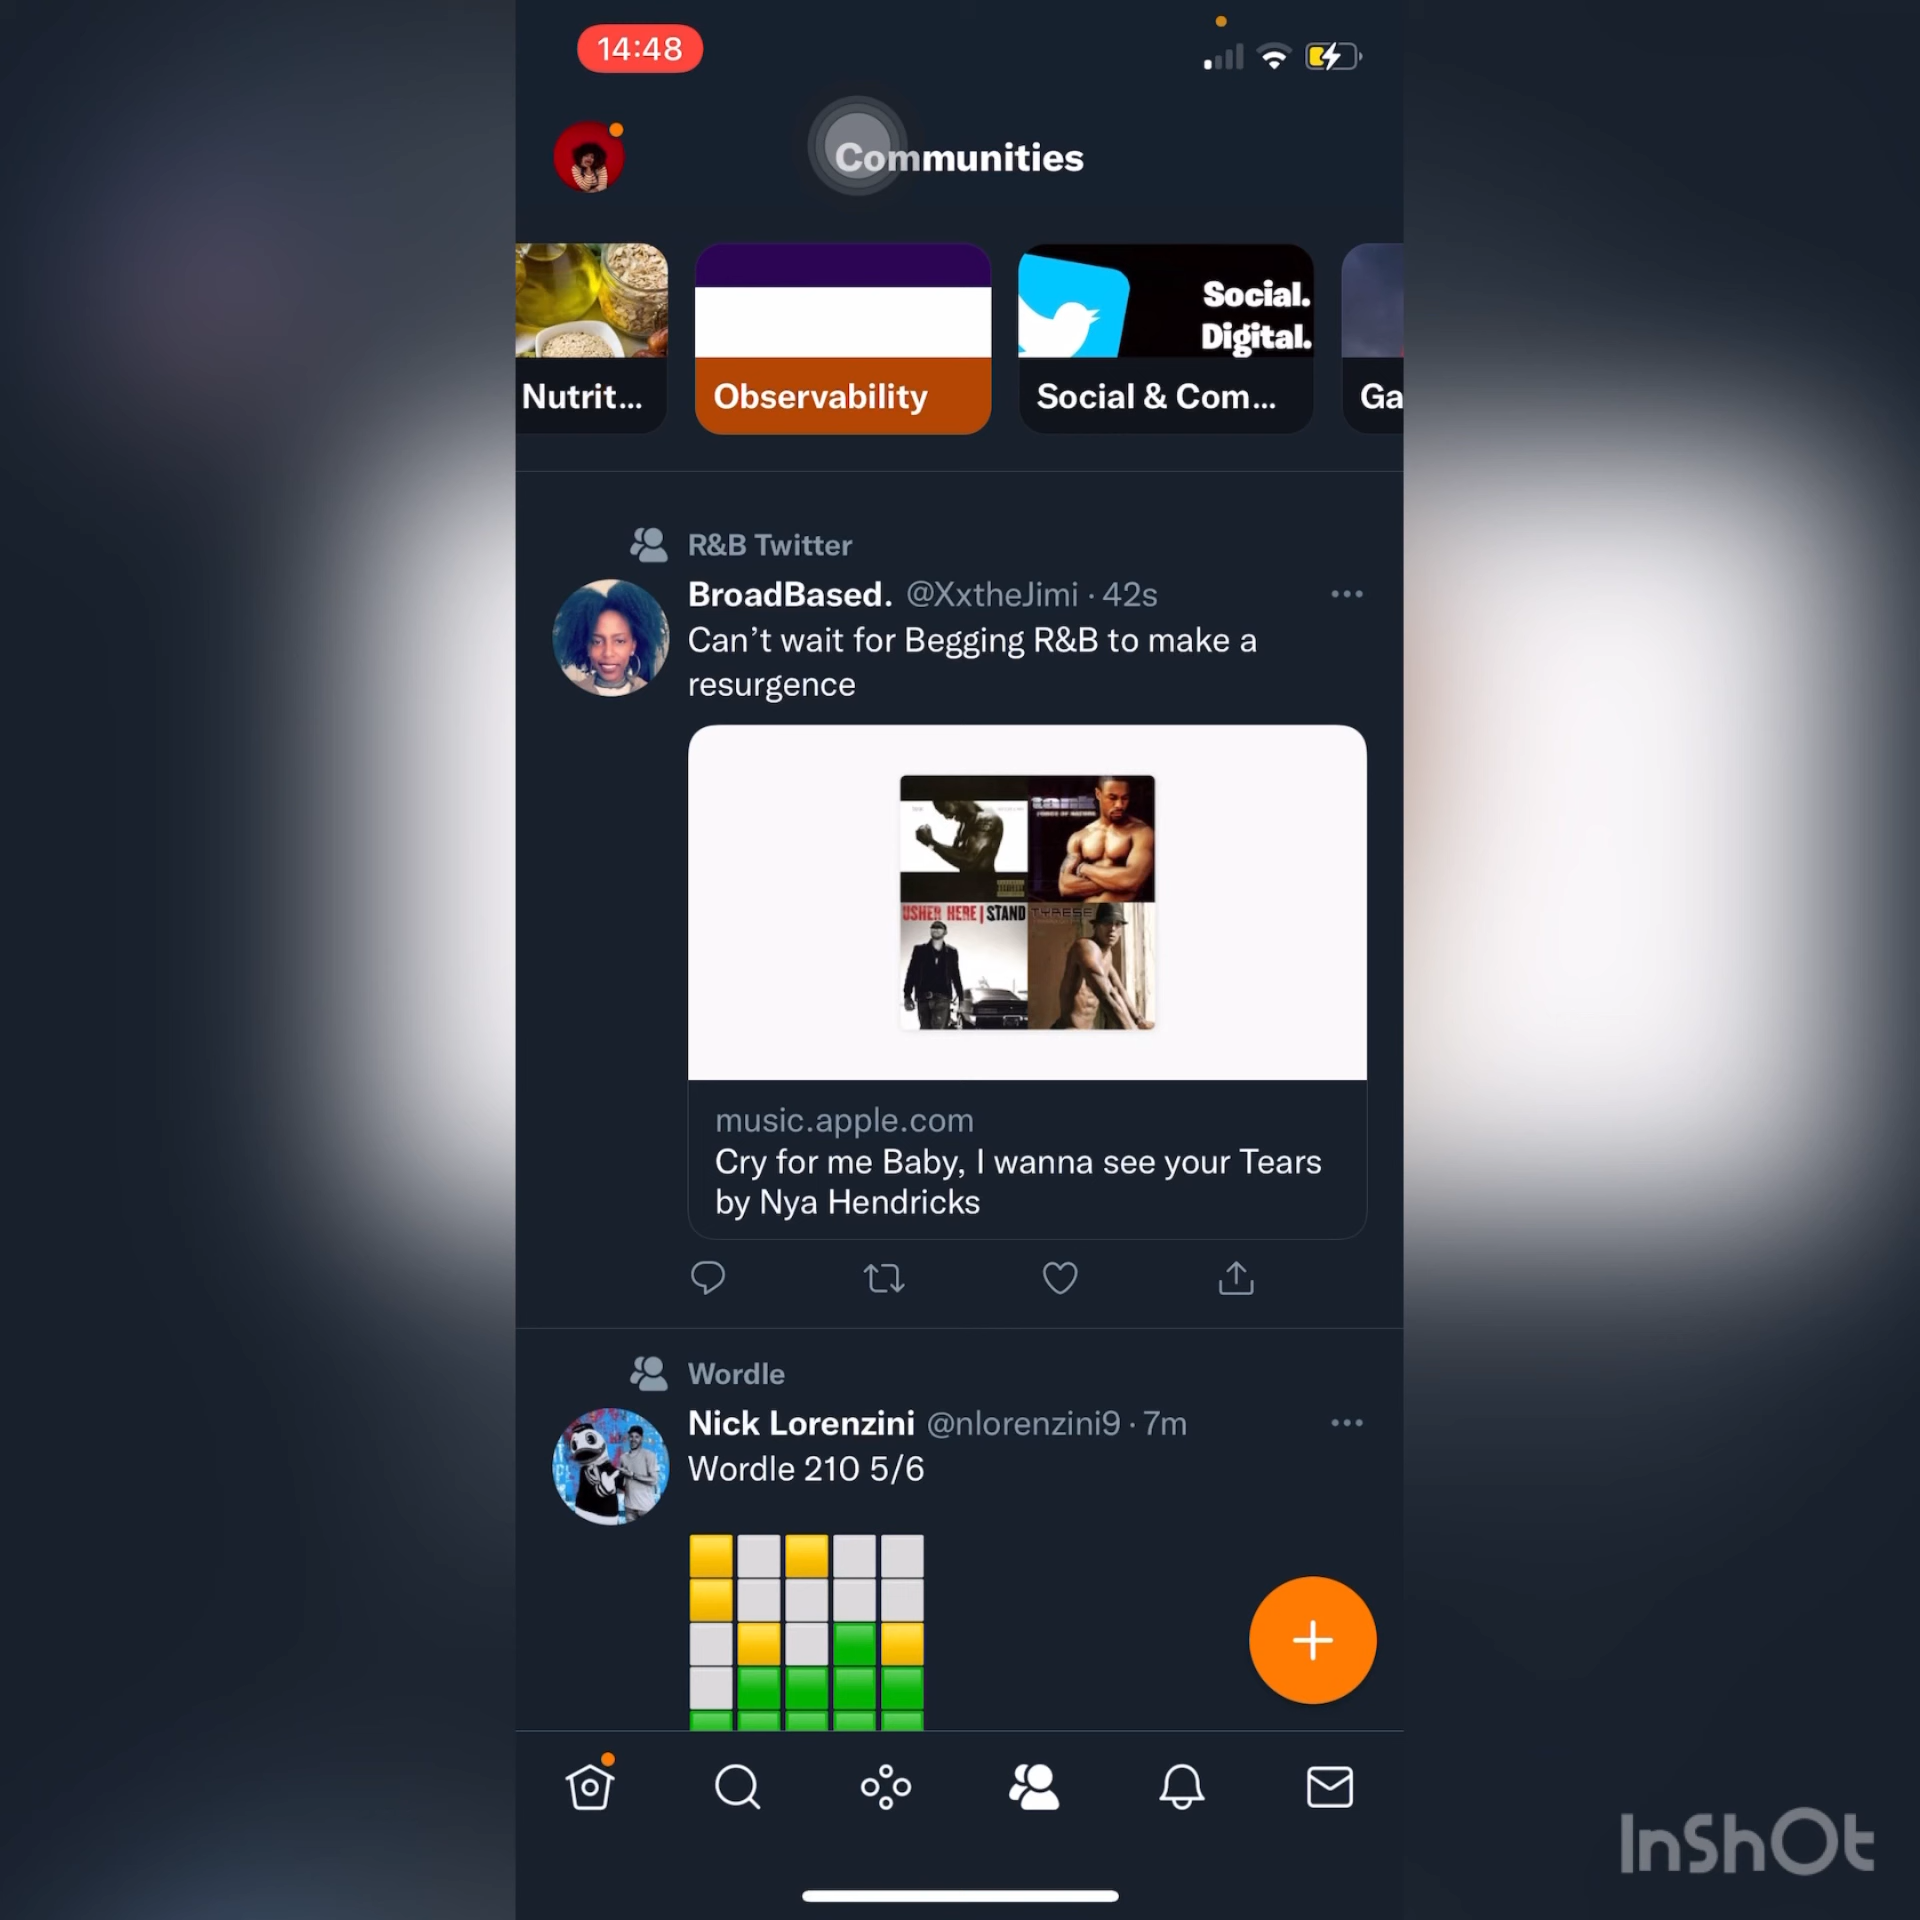 14:48
Communities
Social.
Digital.
Nutrit...
Observability
Social & Com...
Ga
R&B Twitter
BroadBased. @XxtheJimi · 42s
Can't wait for Begging R&B to make a
resurgence
USHER HERE | STAND
TYRESE
music.apple.com
Cry for me Baby, I wanna see your Tears
by Nya Hendricks
Wordle
Nick Lorenzini @nlorenzini9 · 7m
Wordle 210 5/6
InShOt